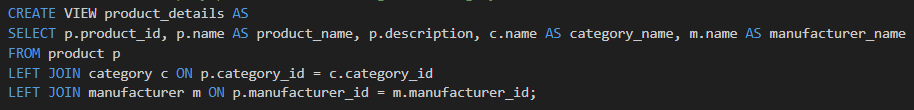 CREATE VIEW product_details AS
SELECT p.product_id, p.name AS product_name, p.description, c.name AS category_name, m.name AS manufacturer_name
FROM product p
LEFT JOIN category c ON p.category_id = c.category_id
LEFT JOIN manufacturer m ON p.manufacturer_id = m.manufacturer_id;